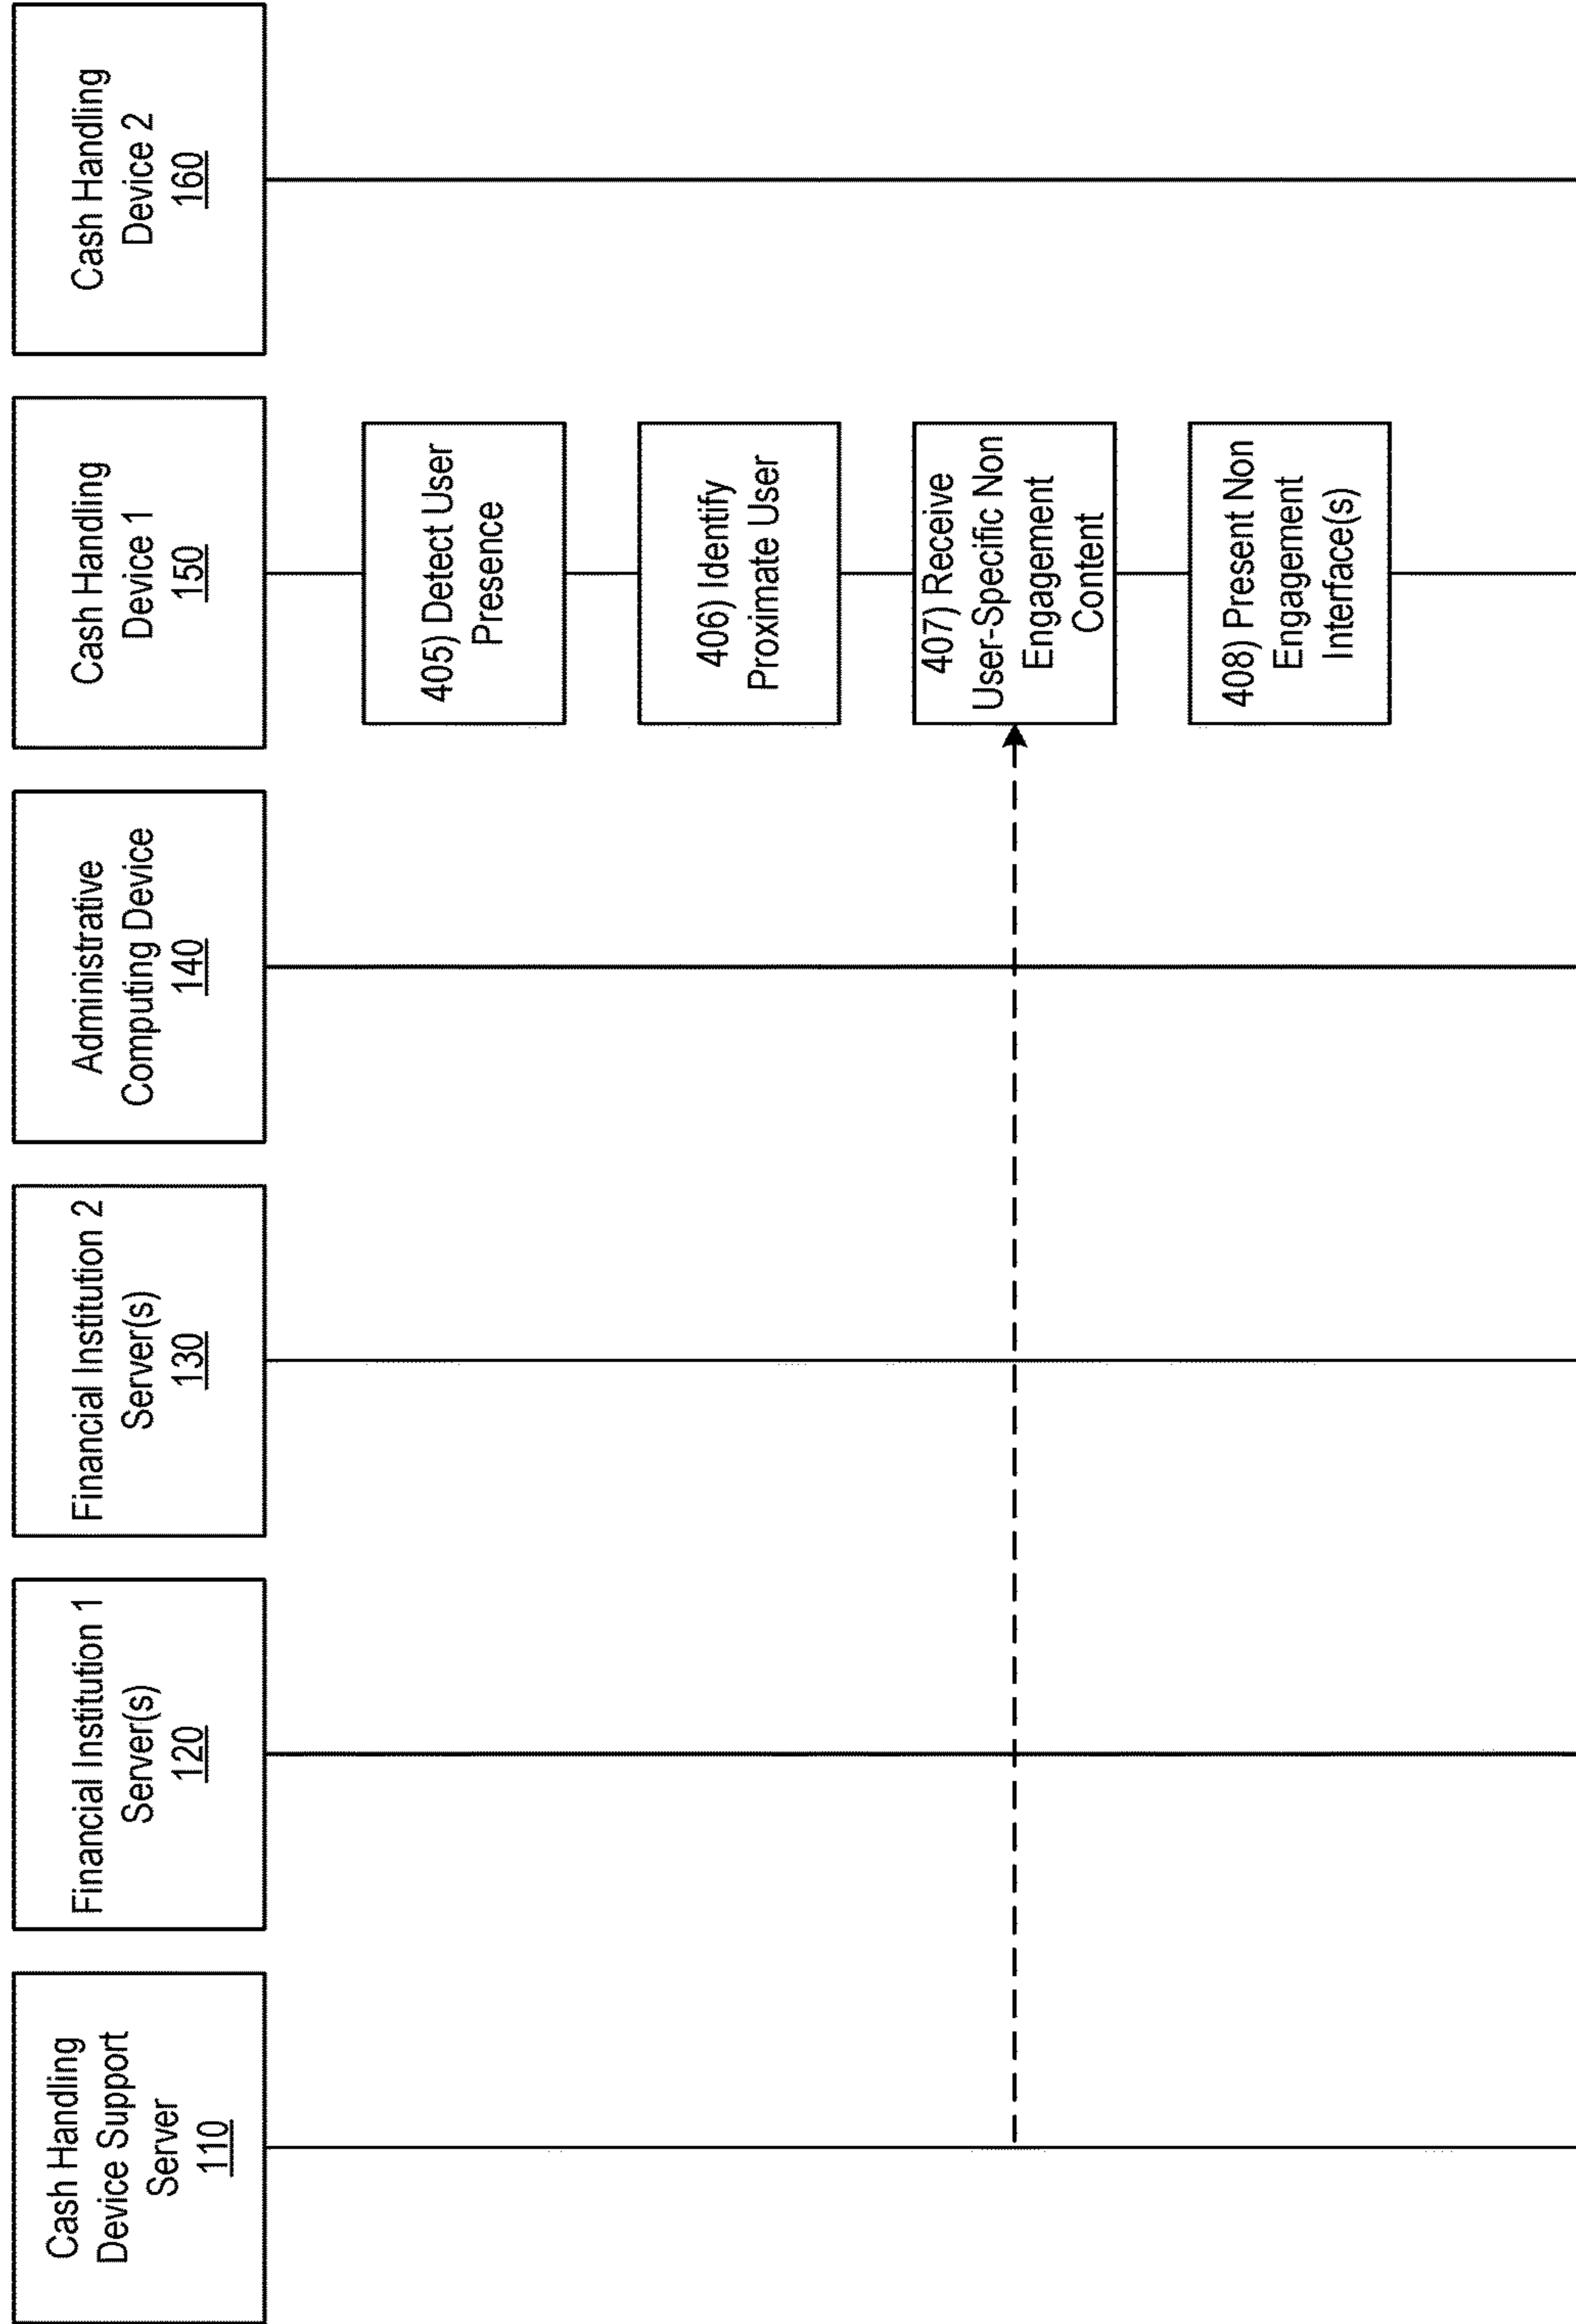 Cash Handling
Device Support
Server
110
Financial Institution 1
Server(s)
120
Financial Institution 2
Server(s)
130
Administrative
Computing Device
140
Cash Handling
Device 1
150
Cash Handling
Device 2
160
405) Detect User
Presence
406) Identify
Proximate User
407) Receive
User-Specific Non
Engagement
Content
408) Present Non
Engagement
Interface(s)